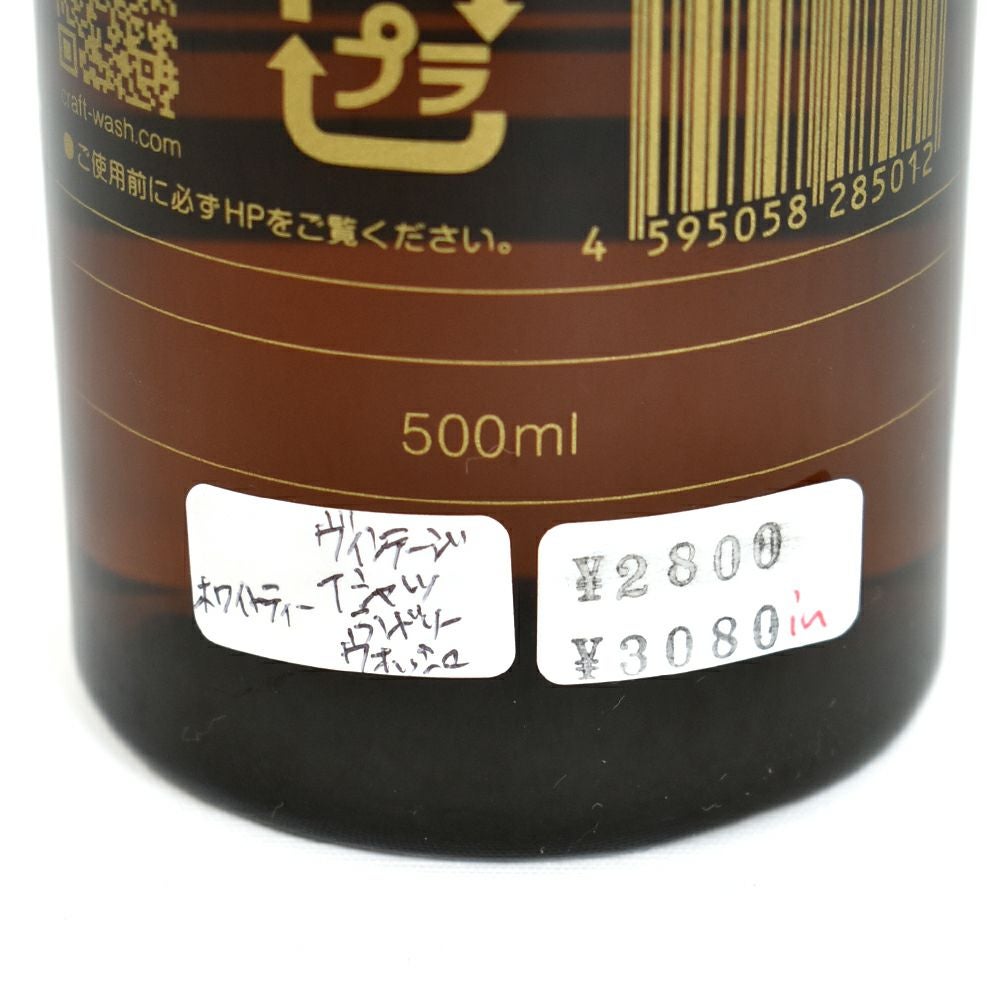 プラ
craft-wash.com
●ご使用前に必ずHPをご覧ください。
4 595058 285012
500ml
ヴィンテージ
Tシャツ
ランドリー
ウォッシュ
ホワイトティー
¥2800
¥3080in